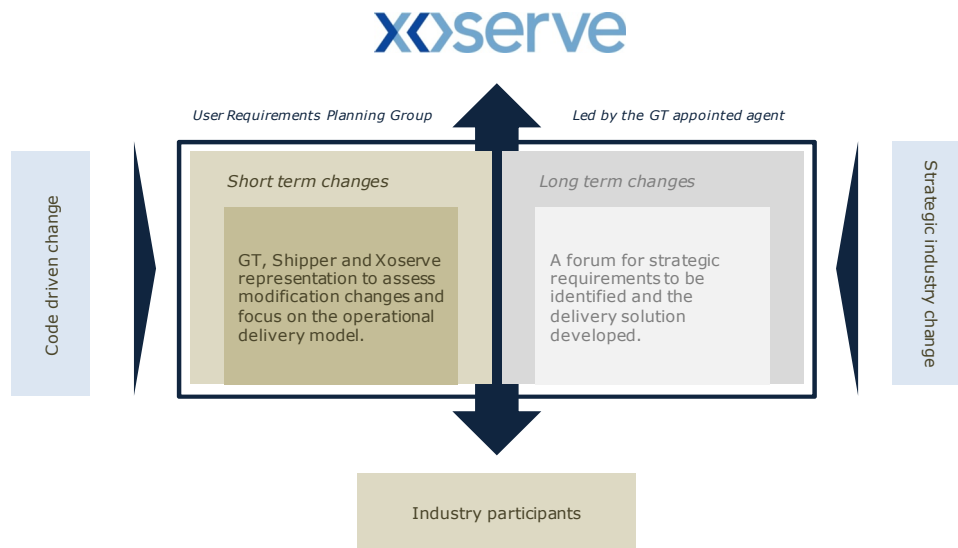 xoserve
User Requirements Planning Group
Led by the GT appointed agent
Code driven change
Short term changes
GT, Shipper and Xoserve
representation to assess
modification changes and
focus on the operational
delivery model.
Long term changes
A forum for strategic
requirements to be
identified and the
delivery solution
developed.
Strategic industry change
Industry participants